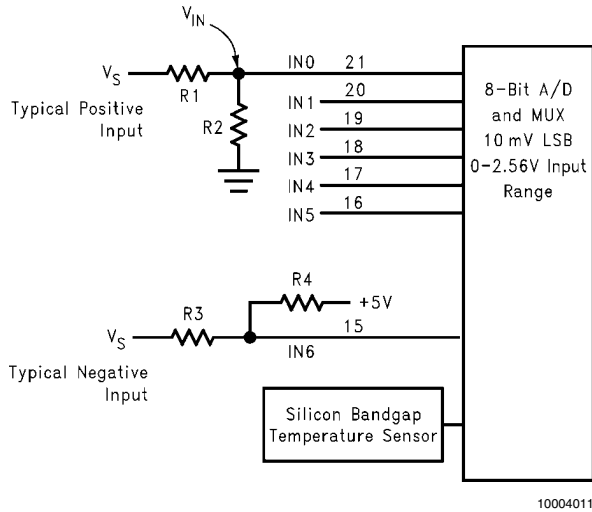 V_IN
V_S
R1
IN0 21
Typical Positive
Input
R2
IN1 20
IN2 19
IN3 18
IN4 17
IN5 16
8-Bit A/D
and MUX
10 mV LSB
0-2.56V Input
Range
R4
+5V
R3
V_S
15
IN6
Typical Negative
Input
Silicon Bandgap
Temperature Sensor
10004011